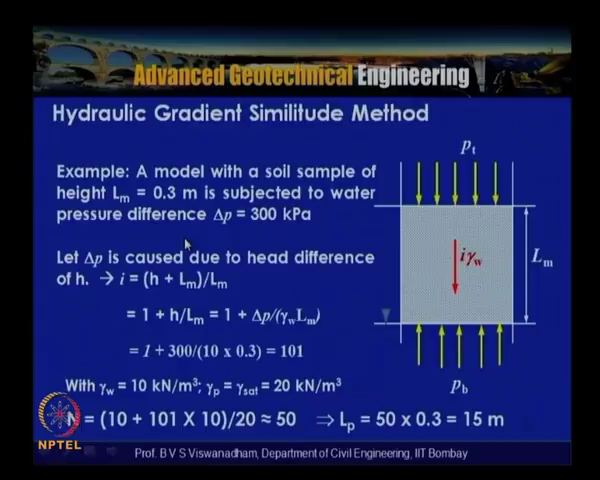 Advanced Geotechnical Engineering
Hydraulic Gradient Similitude Method
Example: A model with a soil sample of
height Lm = 0.3 m is subjected to water
pressure difference Δp = 300 kPa
Let Δp is caused due to head difference
of h. → i = (h + Lm)/Lm
= 1 + h/Lm = 1 + Δp/(γwLm)
= 1 + 300/(10 x 0.3) = 101
With γw = 10 kN/m³; γp = γsat = 20 kN/m³
N = (10 + 101 X 10)/20 ≈ 50 ⇒ Lp = 50 x 0.3 = 15 m
pt
iγw
Lm
pb
NPTEL
Prof. B V S Viswanadham, Department of Civil Engineering, IIT Bombay